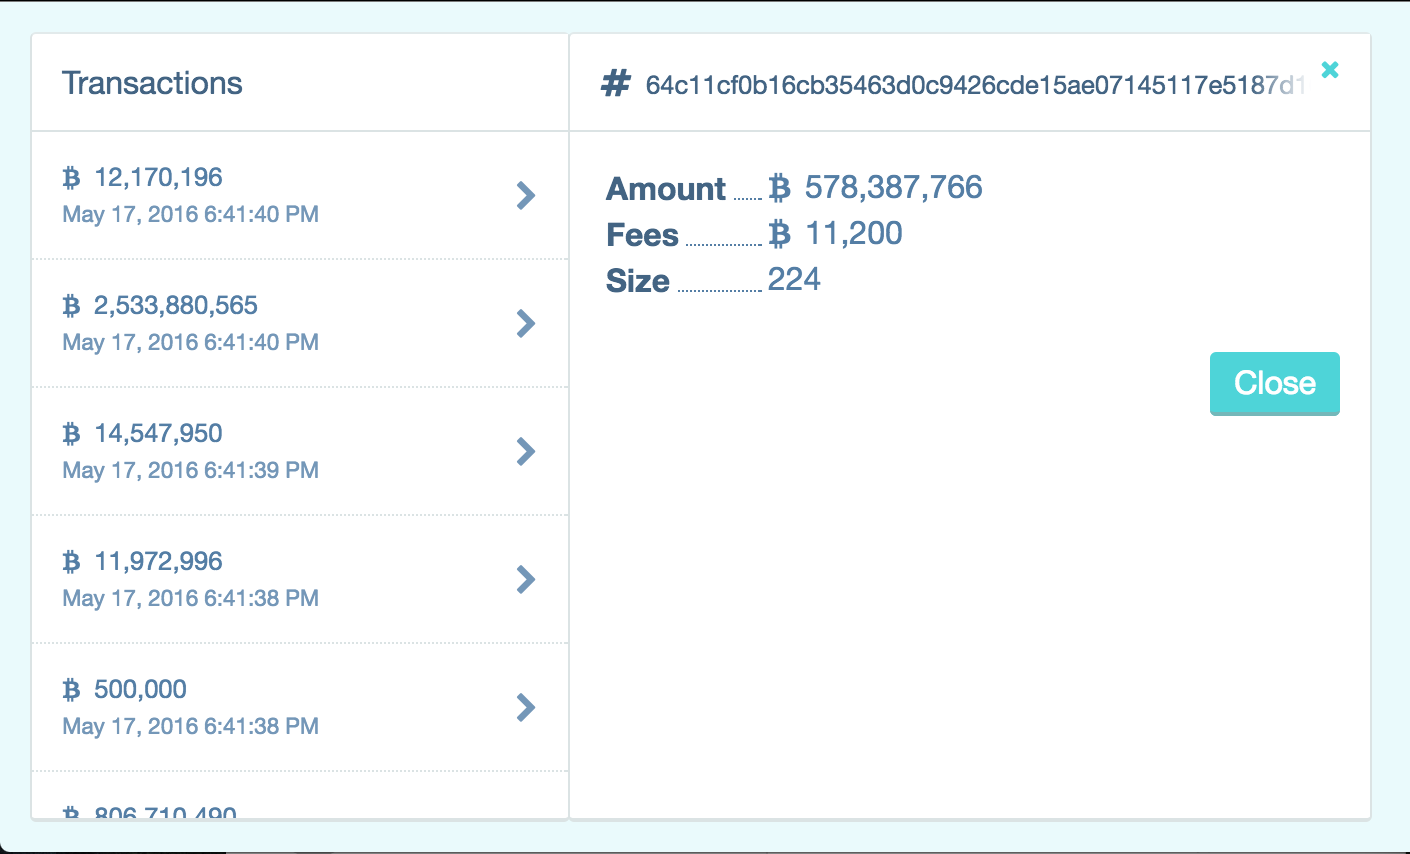 Transactions
₿ 12,170,196
May 17, 2016 6:41:40 PM
₿ 2,533,880,565
May 17, 2016 6:41:40 PM
₿ 14,547,950
May 17, 2016 6:41:39 PM
₿ 11,972,996
May 17, 2016 6:41:38 PM
₿ 500,000
May 17, 2016 6:41:38 PM
₿ 806,710,490
# 64c11cf0b16cb35463d0c9426cde15ae07145117e5187d1
Amount ₿ 578,387,766
Fees ₿ 11,200
Size 224
Close